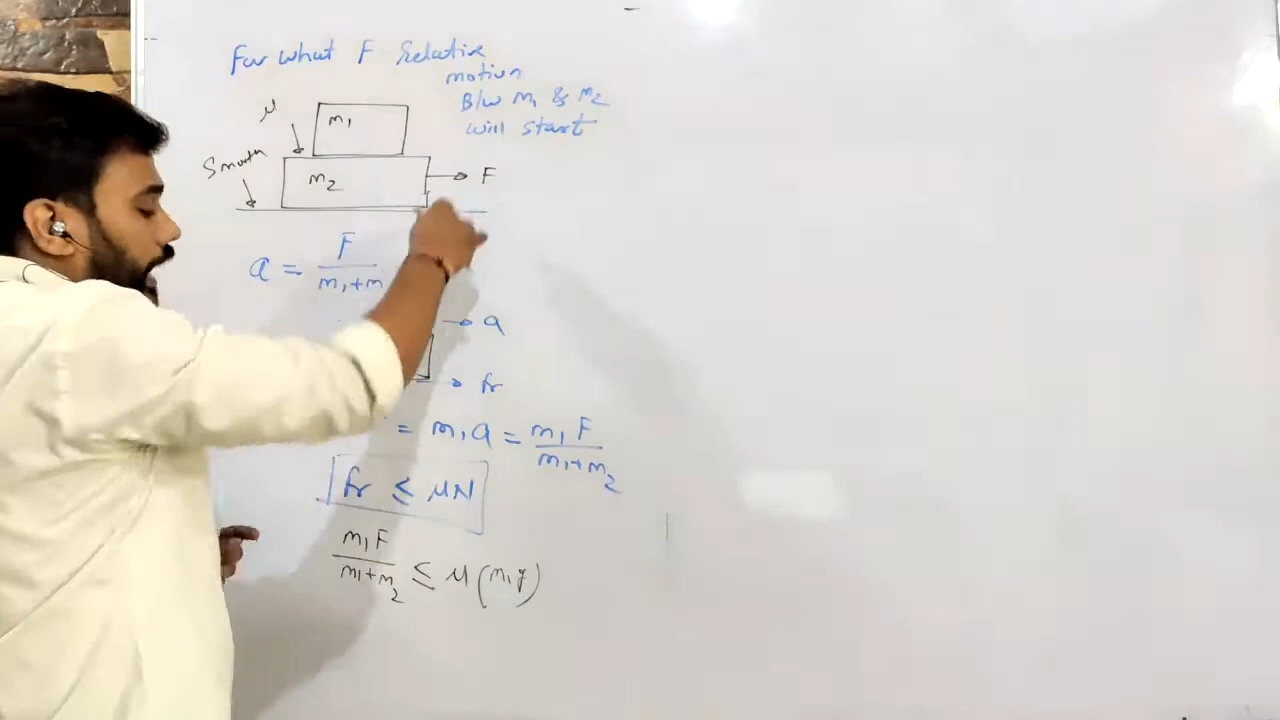 For what F Relative
motion
B/w m₁ & m₂
will start
μ
m₁
Smooth
m₂
F
a = F/(m₁+m
a
fr
= m₁a = m₁F/(m₁+m₂)
fr ≤ μN
m₁F/(m₁+m₂) ≤ μ(m₁g)